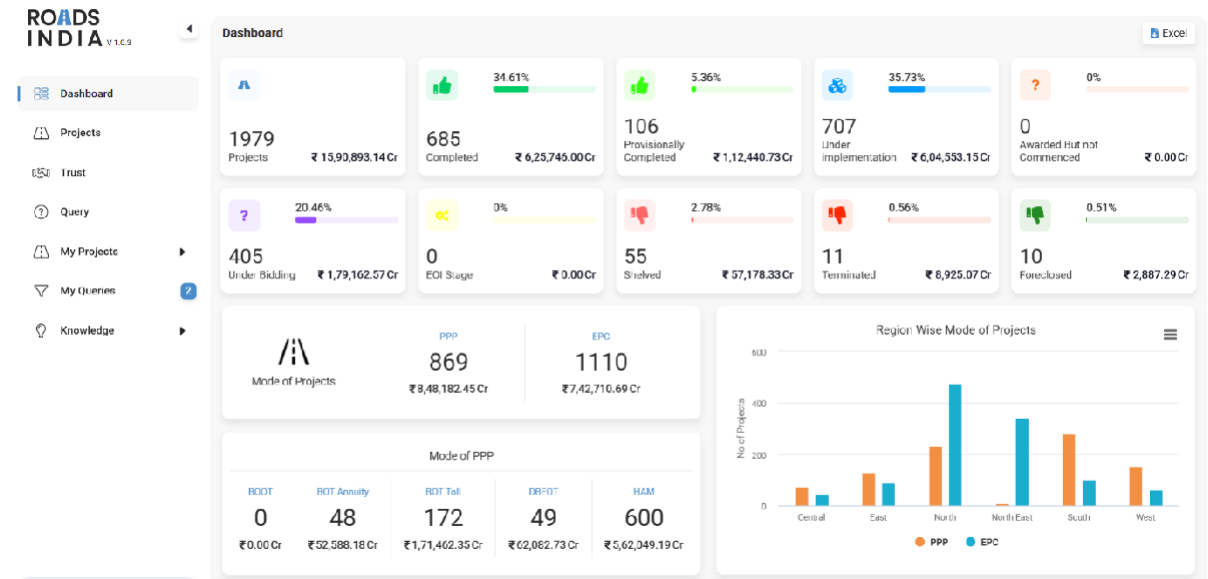 ROADS
INDIA V 1.0.9
Dashboard
Projects
Trust
Query
My Projects
My Queries 2
Knowledge
Dashboard
Excel
1979
Projects ₹ 15,90,893.14 Cr
34.61%
685
Completed ₹ 6,25,746.00 Cr
5.36%
106
Provisionally
Completed ₹ 1,12,440.73 Cr
35.73%
707
Under
implementation ₹ 6,04,553.15 Cr
0%
0
Awarded But not
Commenced ₹ 0.00 Cr
20.46%
405
Under Bidding ₹ 1,79,162.57 Cr
0%
0
EOI Stage ₹ 0.00 Cr
2.78%
55
Shelved ₹ 57,178.33 Cr
0.56%
11
Terminated ₹ 8,925.07 Cr
0.51%
10
Foreclosed ₹ 2,887.29 Cr
Mode of Projects
PPP
869
₹8,48,182.45 Cr
EPC
1110
₹7,42,710.69 Cr
Mode of PPP
BOOT
0
₹0.00 Cr
BOT Annuity
48
₹52,588.18 Cr
BOT Toll
172
₹1,71,462.35 Cr
DBFOT
49
₹62,082.73 Cr
HAM
600
₹5,62,049.19 Cr
Region Wise Mode of Projects
No of Projects
600
400
200
0
Central East North North East South West
PPP EPC